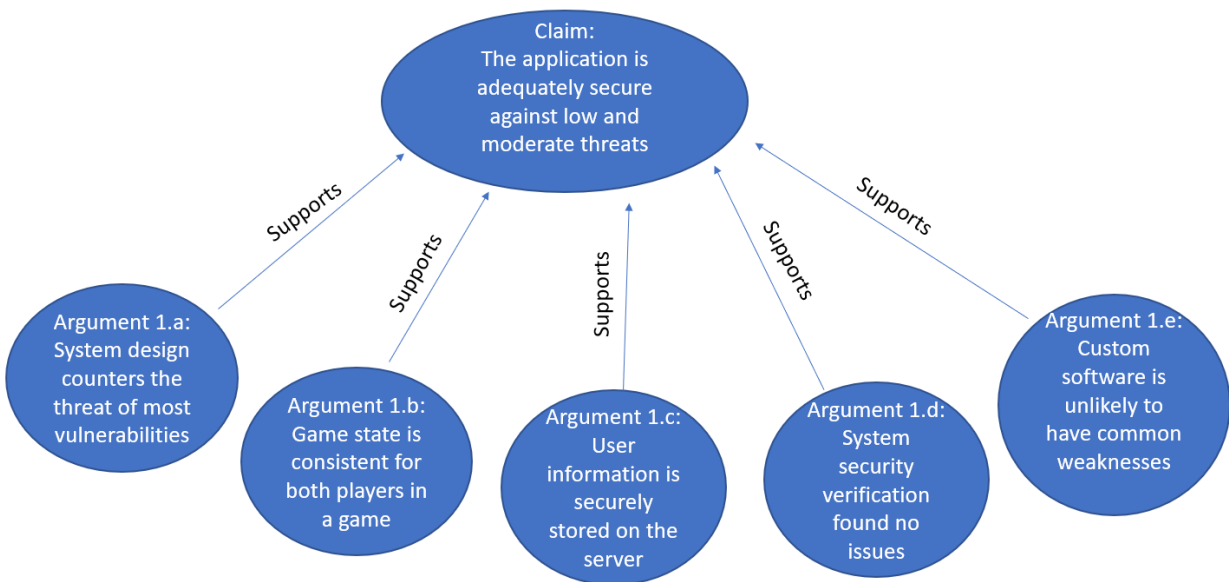 Claim:
The application is
adequately secure
against low and
moderate threats
Supports
Supports
Supports
Supports
Supports
Argument 1.a:
System design
counters the
threat of most
vulnerabilities
Argument 1.b:
Game state is
consistent for
both players in
a game
Argument 1.c:
User
information is
securely
stored on the
server
Argument 1.d:
System
security
verification
found no
issues
Argument 1.e:
Custom
software is
unlikely to
have common
weaknesses